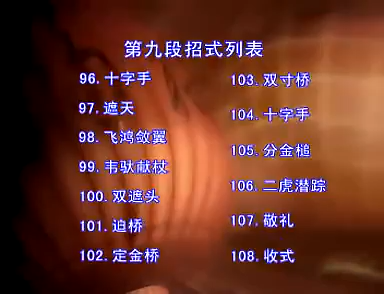 第九段招式列表
96.十字手
97.遮天
98.飞鸿敛翼
99.韦驮献杖
100.双遮头
101.迫桥
102.定金桥
103.双寸桥
104.十字手
105.分金槌
106.二虎潜踪
107.敬礼
108.收式